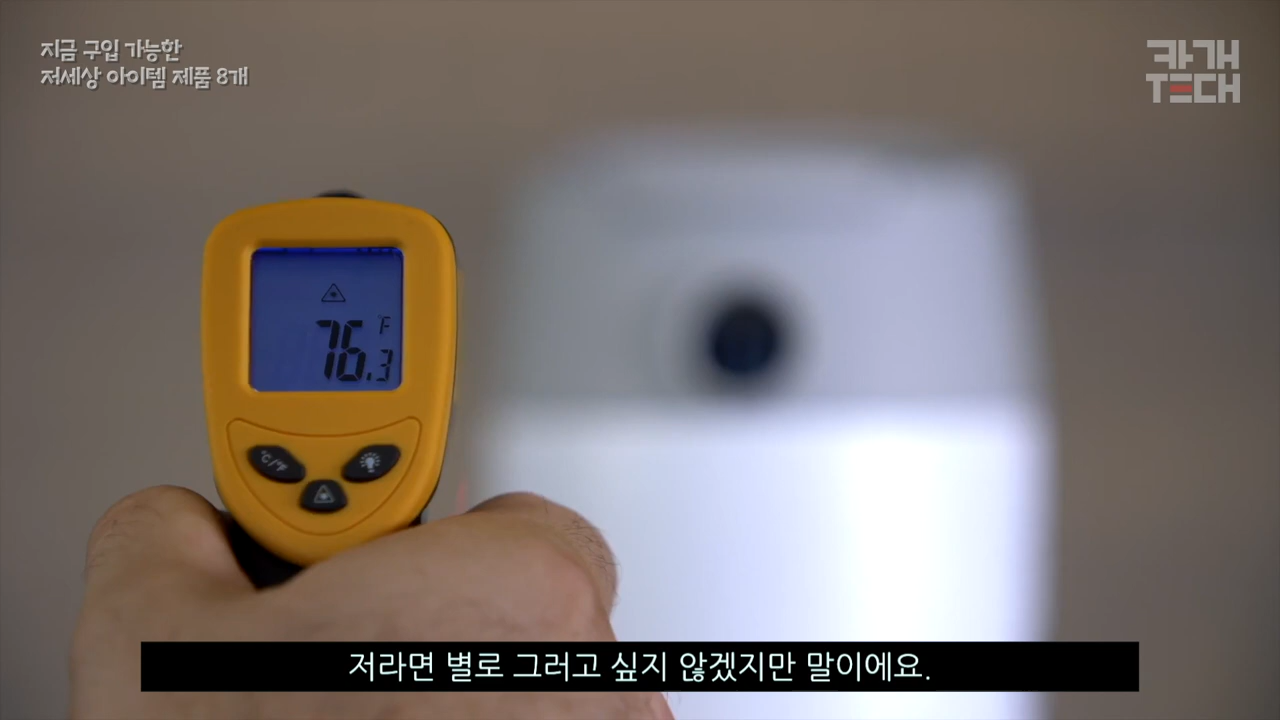 지금 구입 가능한
저세상 아이템 제품 8개
카개
TECH
°F
76.3
°C/°F
저라면 별로 그러고 싶지 않겠지만 말이에요.